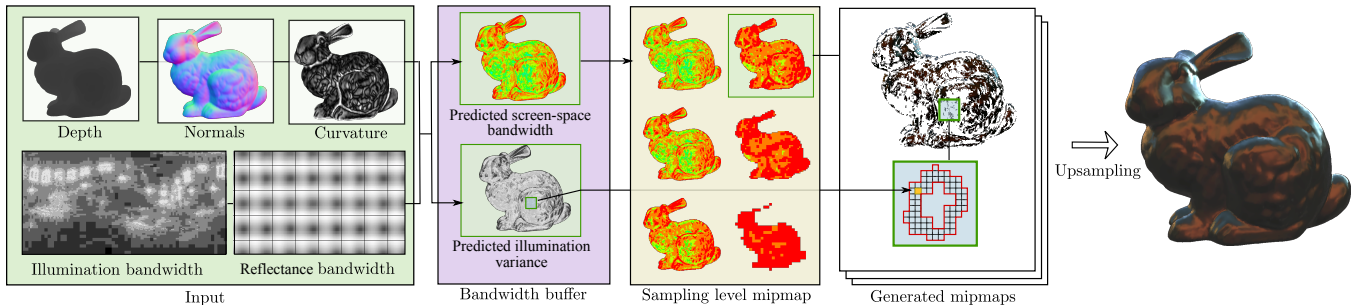 Depth
Normals
Curvature
Illumination bandwidth
Reflectance bandwidth
Input
Predicted screen-space
bandwidth
Predicted illumination
variance
Bandwidth buffer
Sampling level mipmap
Generated mipmaps
Upsampling